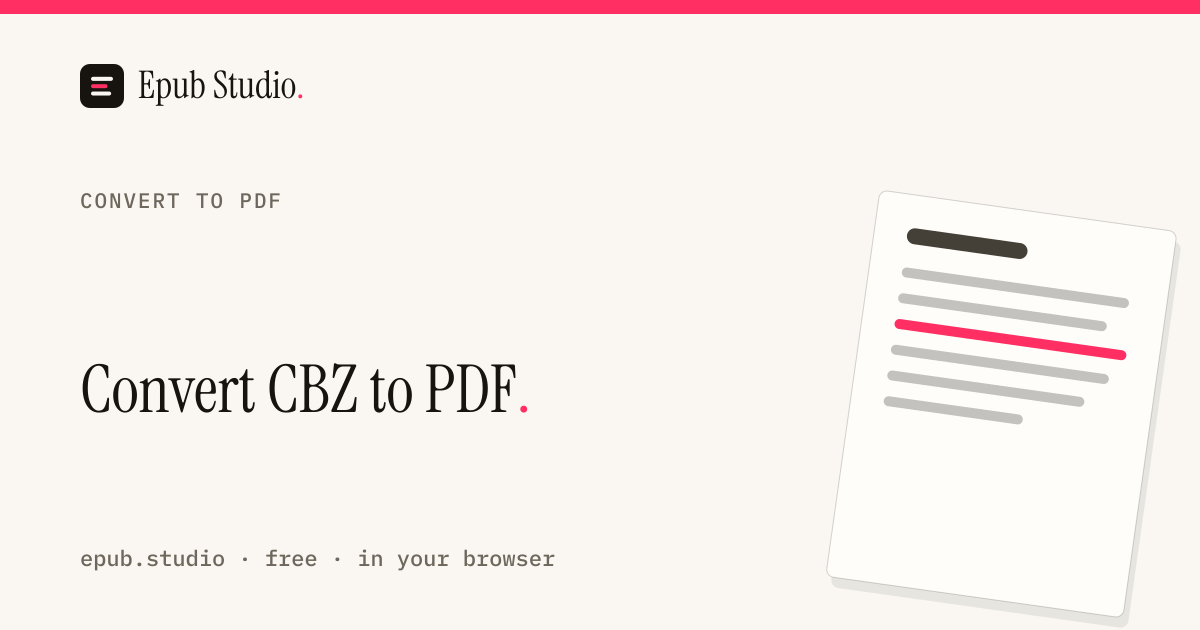 Epub Studio.
CONVERT TO PDF
Convert CBZ to PDF.
epub.studio · free · in your browser